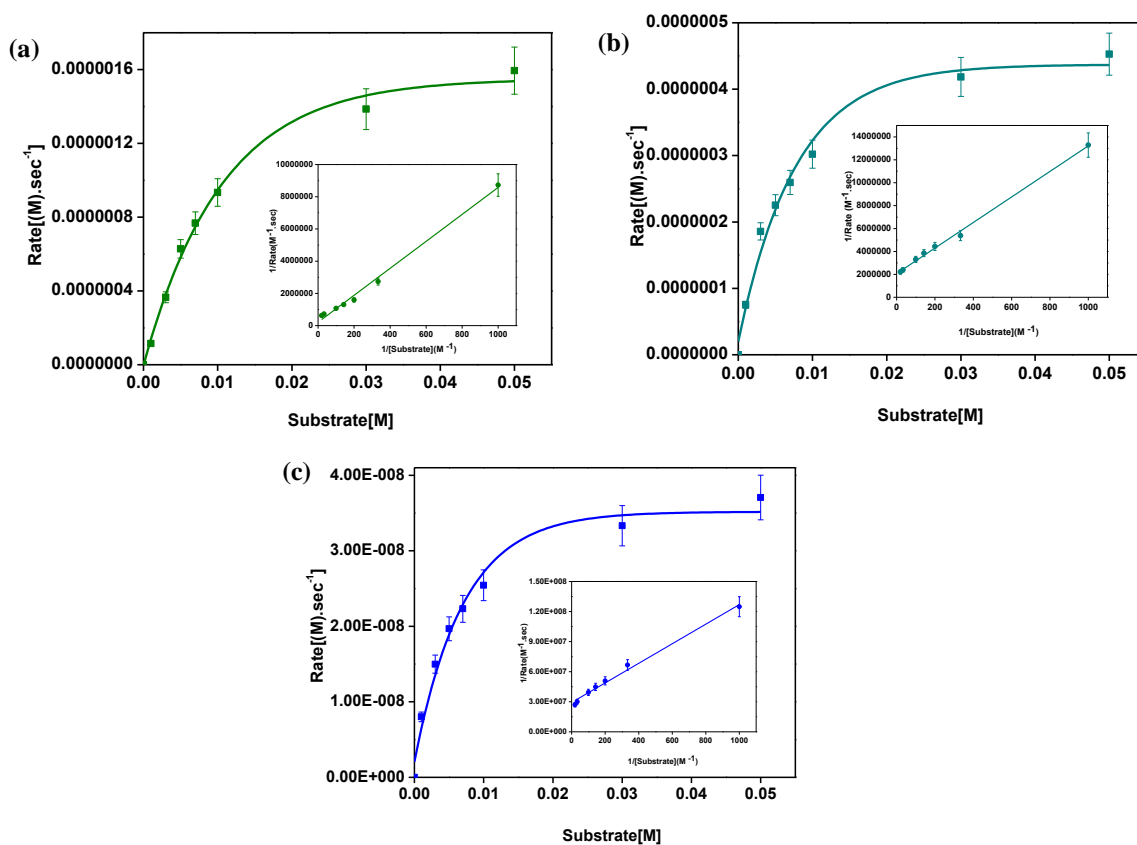 (a)
Rate[(M).sec-1]
0.0000016
0.0000012
0.0000008
0.0000004
0.0000000
0.00 0.01 0.02 0.03 0.04 0.05
Substrate[M]
1/Rate(M-1.sec)
10000000
8000000
6000000
4000000
2000000
0
0 200 400 600 800 1000
1/[Substrate](M -1)
(b)
Rate[(M).sec-1]
0.0000005
0.0000004
0.0000003
0.0000002
0.0000001
0.0000000
0.00 0.01 0.02 0.03 0.04 0.05
Substrate[M]
1/Rate (M-1.sec)
14000000
12000000
10000000
8000000
6000000
4000000
2000000
0
0 200 400 600 800 1000
1/[Substrate](M -1)
(c)
Rate[(M).sec-1]
4.00E-008
3.00E-008
2.00E-008
1.00E-008
0.00E+000
0.00 0.01 0.02 0.03 0.04 0.05
Substrate[M]
1/Rate(M-1.sec)
1.50E+008
1.20E+008
9.00E+007
6.00E+007
3.00E+007
0.00E+000
0 200 400 600 800 1000
1/[Substrate](M -1)